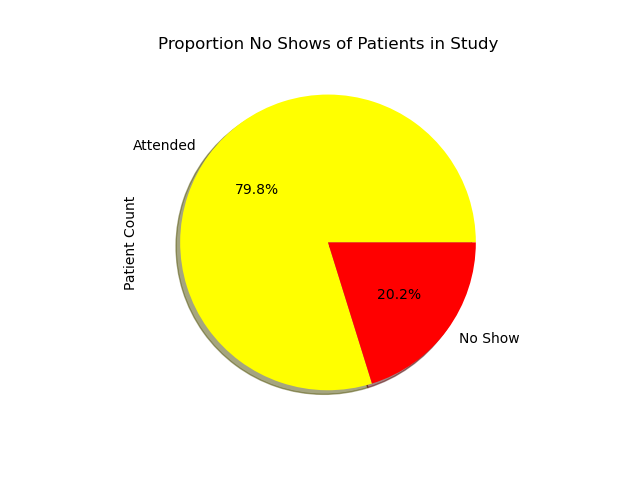 Proportion No Shows of Patients in Study
Attended
79.8%
Patient Count
20.2%
No Show